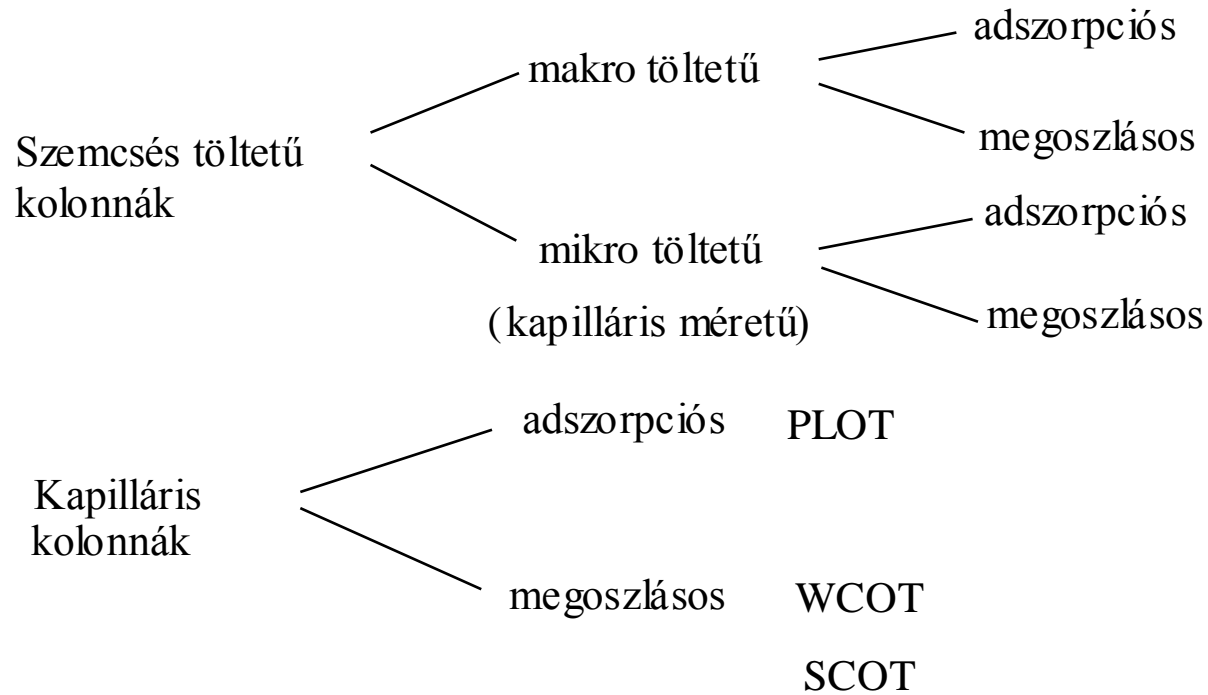 adszorpciós
makro töltetű
megoszlásos
Szemcsés töltetű
kolonnák
adszorpciós
mikro töltetű
(kapilláris méretű)
megoszlásos
adszorpciós PLOT
Kapilláris
kolonnák
megoszlásos WCOT
SCOT